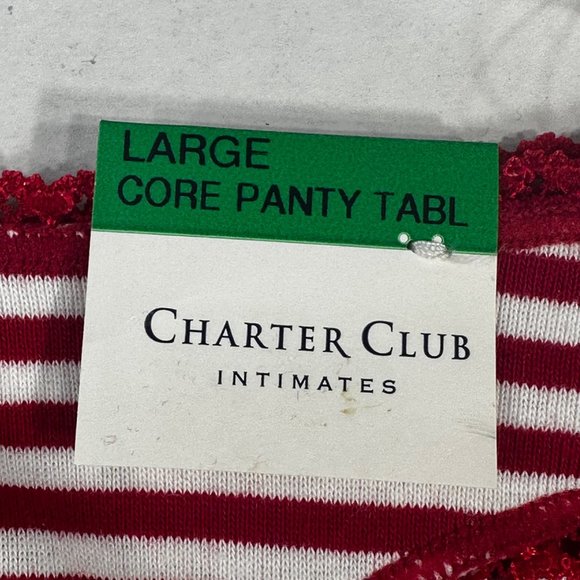 LARGE
CORE PANTY TABL
CHARTER CLUB
INTIMATES